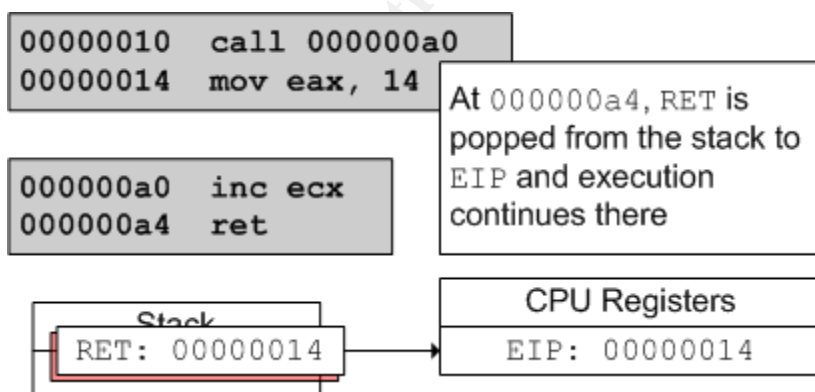 00000010 call 000000a0
00000014 mov eax, 14
At 000000a4, RET is
popped from the stack to
EIP and execution
continues there
000000a0 inc ecx
000000a4 ret
Stack
RET: 00000014
CPU Registers
EIP: 00000014